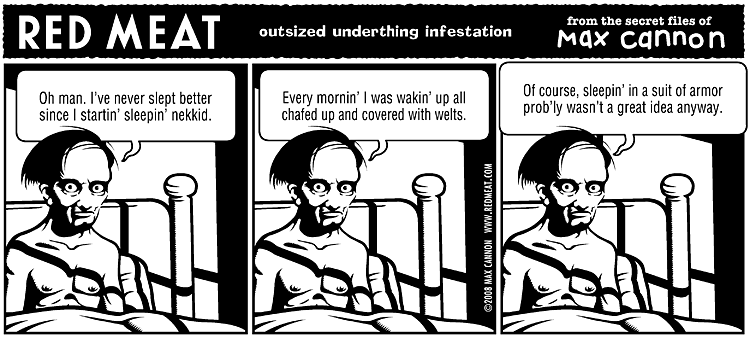 RED MEAT
outsized underthing infestation
from the secret files of
Max Cannon
Oh man. I've never slept better
since I startin' sleepin' nekkid.
Every mornin' I was wakin' up all
chafed up and covered with welts.
©2008 MAX CANNON WWW.REDMEAT.COM
Of course, sleepin' in a suit of armor
prob'ly wasn't a great idea anyway.